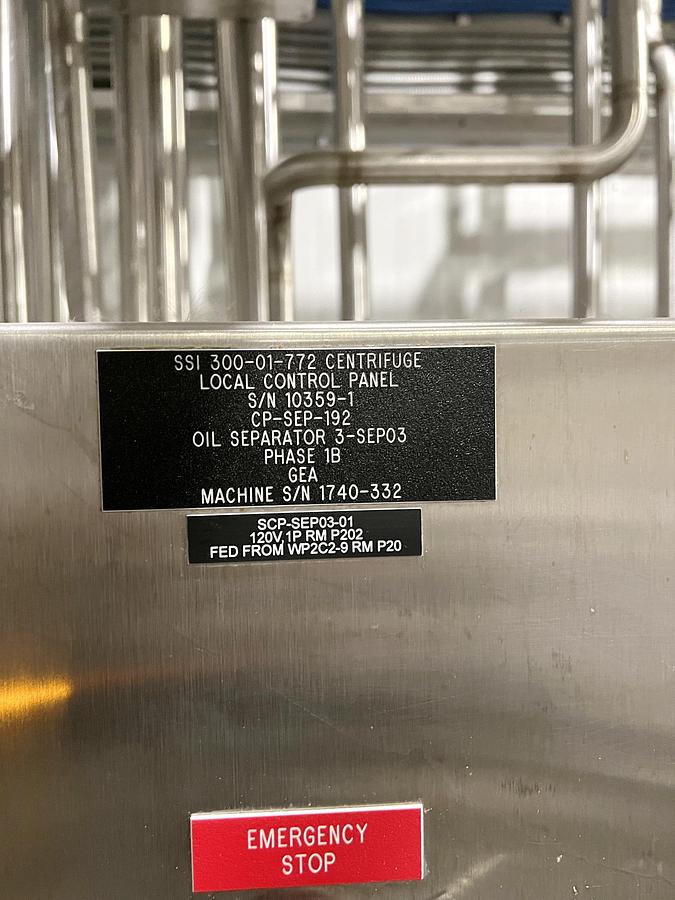 SSI 300-01-772 CENTRIFUGE
LOCAL CONTROL PANEL
S/N 10359-1
CP-SEP-192
OIL SEPARATOR 3-SEP03
PHASE 1B
GEA
MACHINE S/N 1740-332
SCP-SEP03-01
120V,1P RM P202
FED FROM WP2C2-9 RM P20
EMERGENCY
STOP